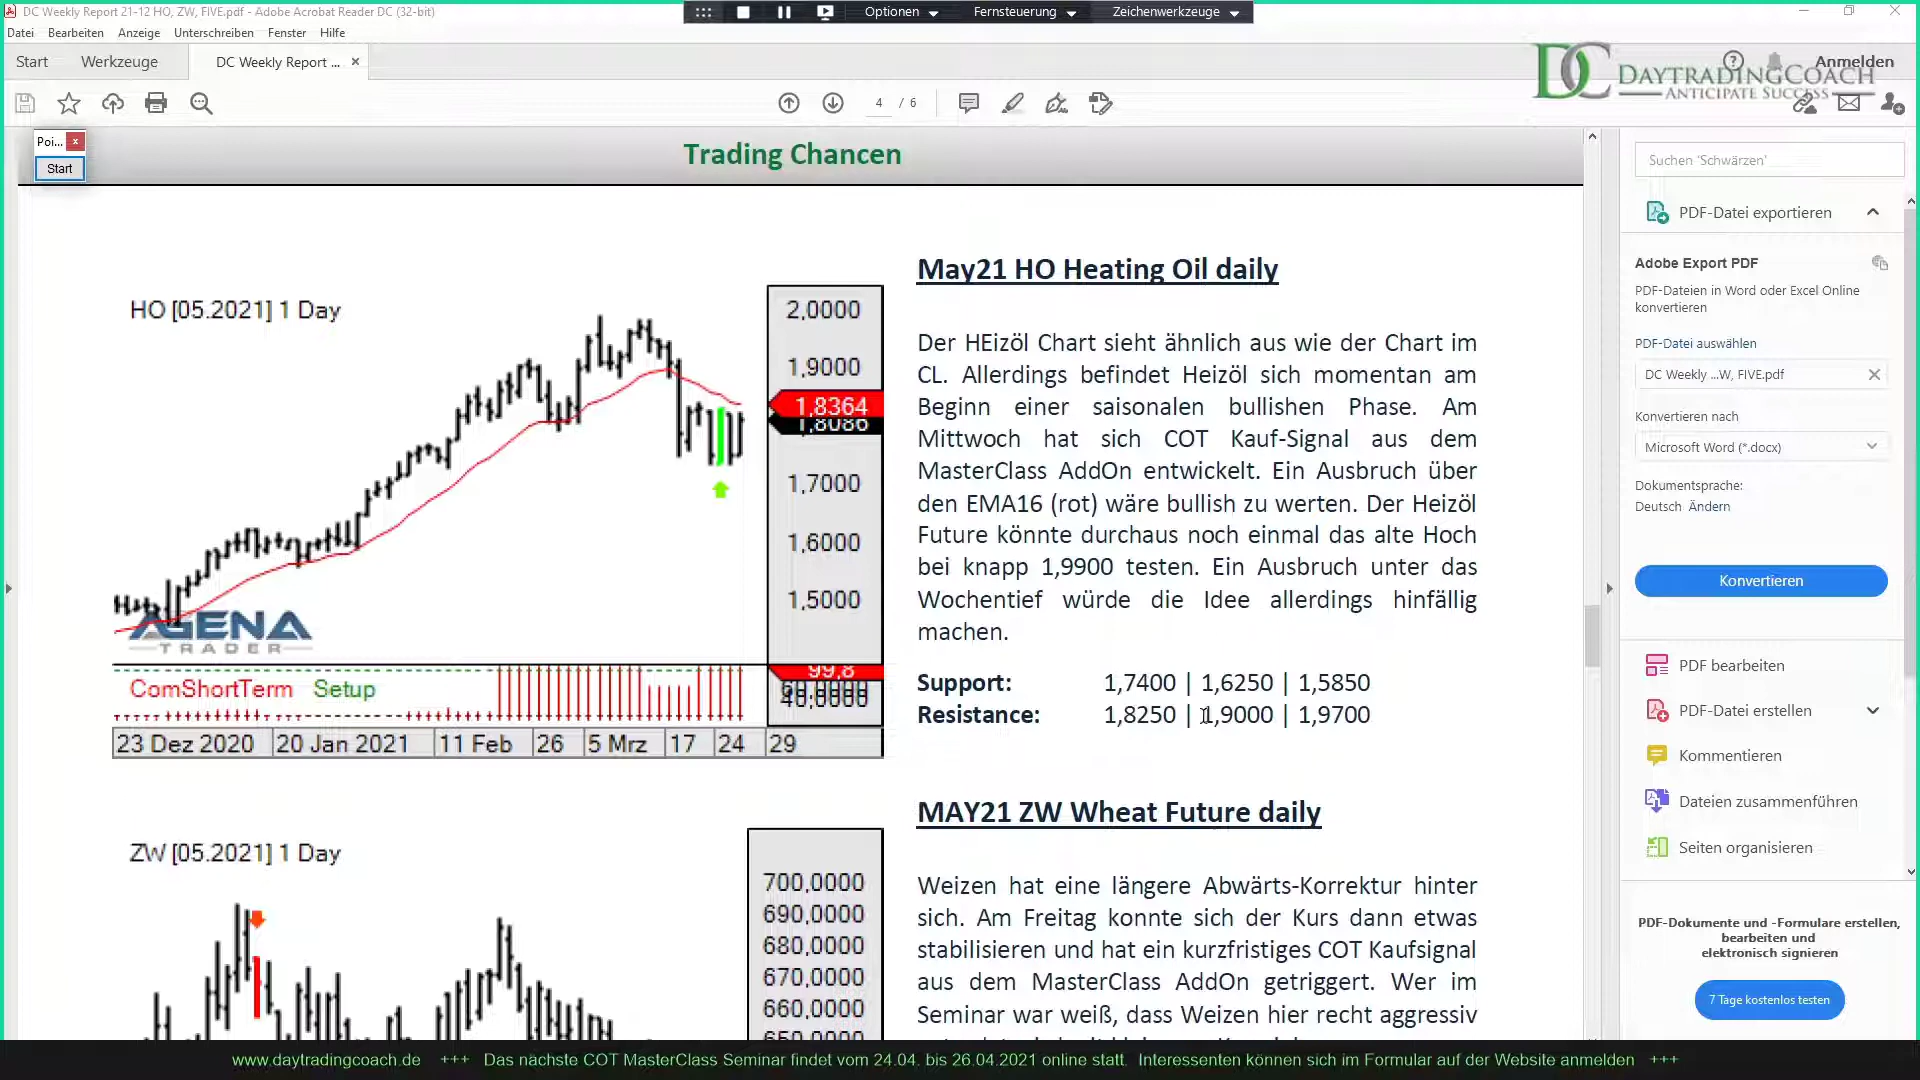 DC Weekly Report 21-12 HO, ZW, FIVE.pdf - Adobe Acrobat Reader DC (32-bit)
Optionen Fernsteuerung Zeichenwerkzeuge
Datei Bearbeiten Anzeige Unterschreiben Fenster Hilfe
Start Werkzeuge DC Weekly Report ... ×
Anmelden
DC DAYTRADINGCOACH
ANTICIPATE SUCCESS
4 / 6
Poi... x
Start
Trading Chancen
HO [05.2021] 1 Day
2,0000
1,9000
1,8364
1,8086
1,7000
1,6000
1,5000
AGENA
TRADER
ComShortTerm Setup
99,8
40,0000
23 Dez 2020 20 Jan 2021 11 Feb 26 5 Mrz 17 24 29
May21 HO Heating Oil daily
Der HEizöl Chart sieht ähnlich aus wie der Chart im
CL. Allerdings befindet Heizöl sich momentan am
Beginn einer saisonalen bullishen Phase. Am
Mittwoch hat sich COT Kauf-Signal aus dem
MasterClass AddOn entwickelt. Ein Ausbruch über
den EMA16 (rot) wäre bullish zu werten. Der Heizöl
Future könnte durchaus noch einmal das alte Hoch
bei knapp 1,9900 testen. Ein Ausbruch unter das
Wochentief würde die Idee allerdings hinfällig
machen.
Support: 1,7400 | 1,6250 | 1,5850
Resistance: 1,8250 | 1,9000 | 1,9700
ZW [05.2021] 1 Day
700,0000
690,0000
680,0000
670,0000
660,0000
MAY21 ZW Wheat Future daily
Weizen hat eine längere Abwärts-Korrektur hinter
sich. Am Freitag konnte sich der Kurs dann etwas
stabilisieren und hat ein kurzfristiges COT Kaufsignal
aus dem MasterClass AddOn getriggert. Wer im
Seminar war weiß, dass Weizen hier recht aggressiv
Suchen 'Schwärzen'
PDF-Datei exportieren
Adobe Export PDF
PDF-Dateien in Word oder Excel Online
konvertieren
PDF-Datei auswählen
DC Weekly ...W, FIVE.pdf
Konvertieren nach
Microsoft Word (*.docx)
Dokumentsprache:
Deutsch Ändern
Konvertieren
PDF bearbeiten
PDF-Datei erstellen
Kommentieren
Dateien zusammenführen
Seiten organisieren
PDF-Dokumente und -Formulare erstellen,
bearbeiten und
elektronisch signieren
7 Tage kostenlos testen
www.daytradingcoach.de +++ Das nächste COT MasterClass Seminar findet vom 24.04. bis 26.04.2021 online statt. Interessenten können sich im Formular auf der Website anmelden +++